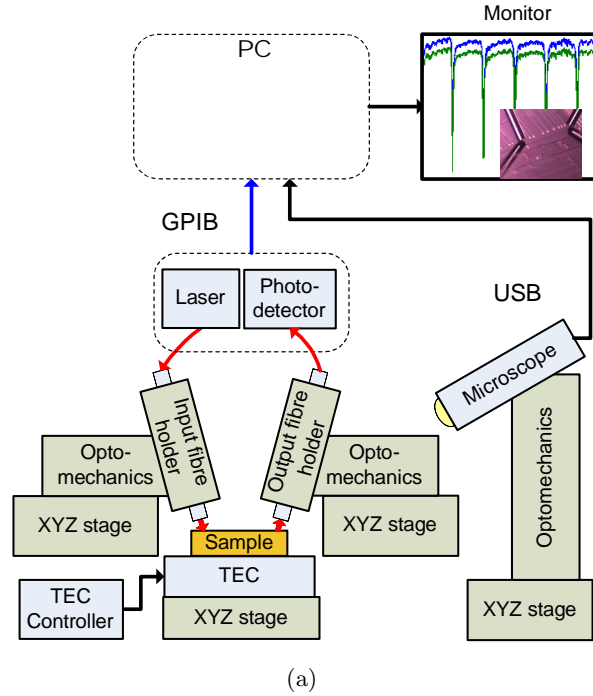 Monitor
PC
GPIB
USB
Laser
Photo-
detector
Microscope
Input fibre
holder
Output fibre
holder
Opto-
mechanics
Opto-
mechanics
Optomechanics
XYZ stage
XYZ stage
Sample
TEC
TEC
Controller
XYZ stage
XYZ stage
(a)